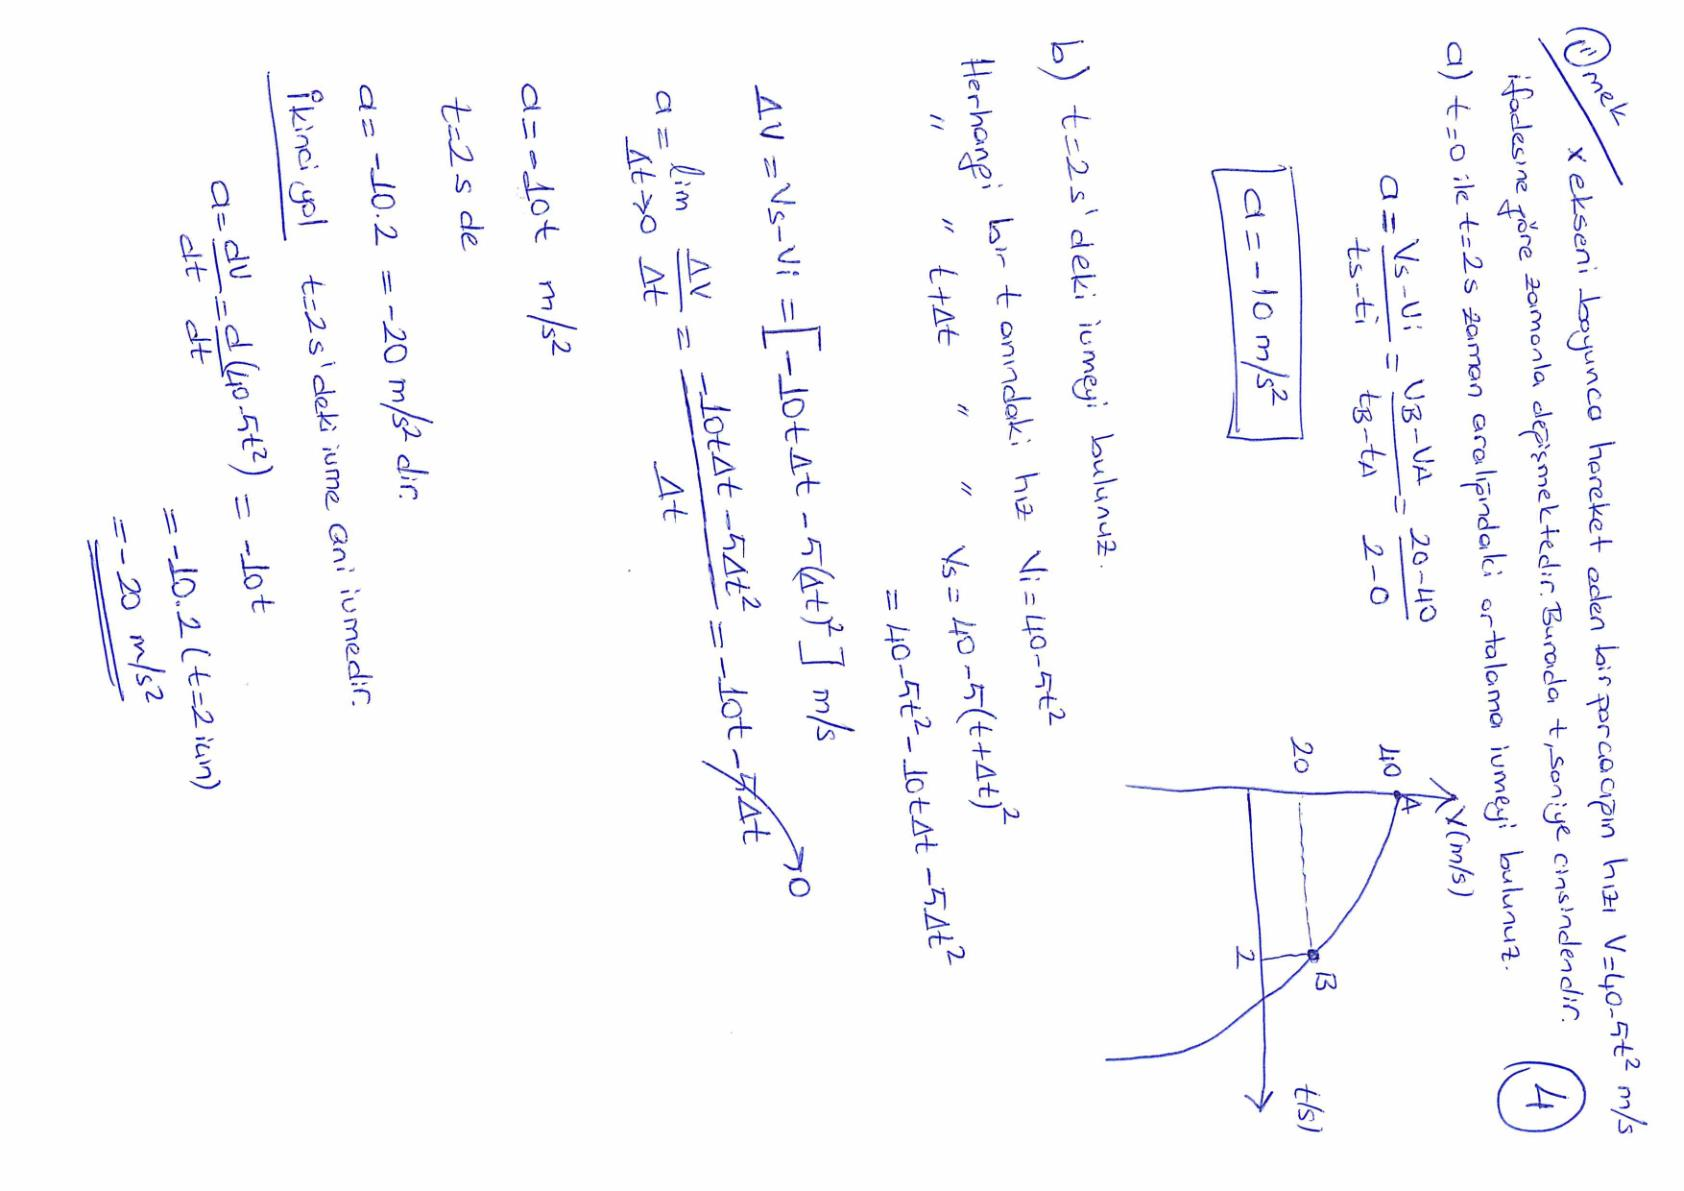 Örnek x ekseni boyunca hareket eden bir parçacığın hızı V=40-5t² m/s
ifadesine göre zamanla değişmektedir. Burada t, saniye cinsindendir.
4
a) t=0 ile t=2s zaman aralığındaki ortalama ivmeyi bulunuz.
a = (Vs-Vi)/(ts-ti) = (VB-VA)/(tB-tA) = (20-40)/(2-0)
a = -10 m/s²
V(m/s)
40 A
20
B
2
t(s)
b) t=2s'deki ivmeyi bulunuz.
Herhangi bir t anındaki hız Vi = 40-5t²
" " t+Δt " " Vs = 40-5(t+Δt)²
= 40-5t²-10tΔt-5Δt²
ΔV = Vs-Vi = [-10tΔt-5(Δt)²] m/s
a = lim Δt→0 ΔV/Δt = (-10tΔt-5Δt²)/Δt = -10t-5Δt →0
a = -10t m/s²
t=2s de
a = -10.2 = -20 m/s² dir.
İkinci yol t=2s'deki ivme ani ivmedir.
a = dV/dt = d/dt (40-5t²) = -10t
= -10.2 (t=2 için)
= -20 m/s²